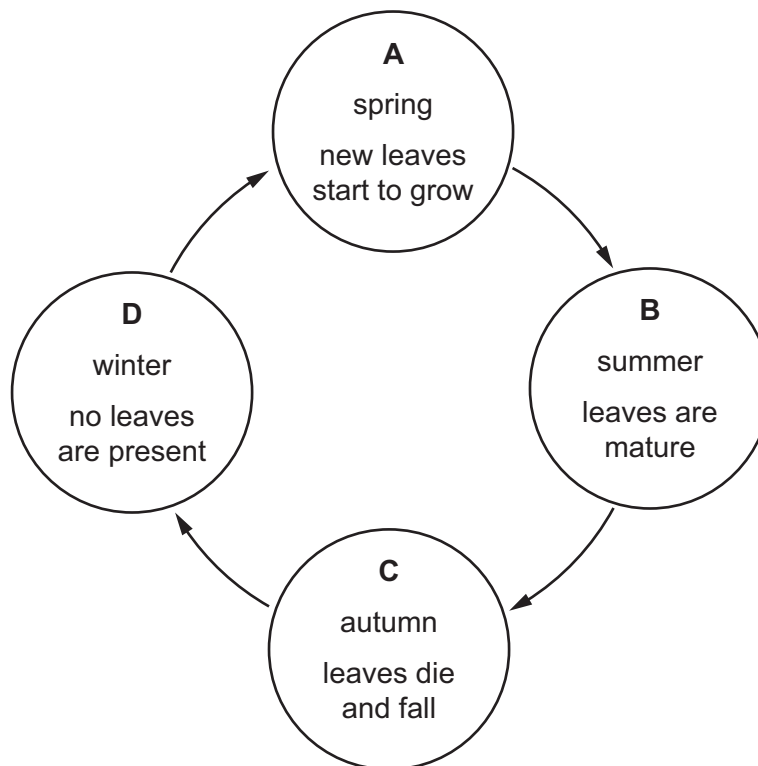 A
spring
new leaves
start to grow
B
summer
leaves are
mature
C
autumn
leaves die
and fall
D
winter
no leaves
are present